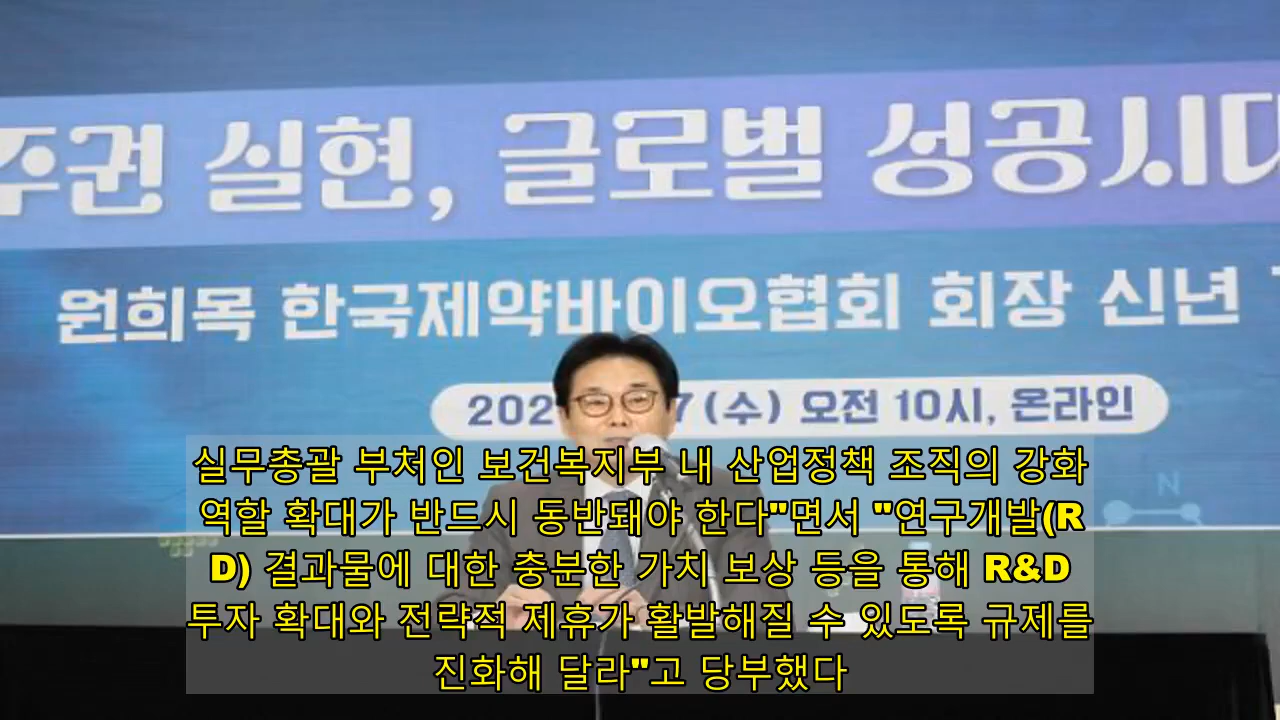 주권 실현, 글로벌 성공시대
원희목 한국제약바이오협회 회장 신년
7(수) 오전 10시, 온라인
N
실무총괄 부처인 보건복지부 내 산업정책 조직의 강화
역할 확대가 반드시 동반돼야 한다"면서 "연구개발(R
D) 결과물에 대한 충분한 가치 보상 등을 통해 R&D
투자 확대와 전략적 제휴가 활발해질 수 있도록 규제를
진화해 달라"고 당부했다